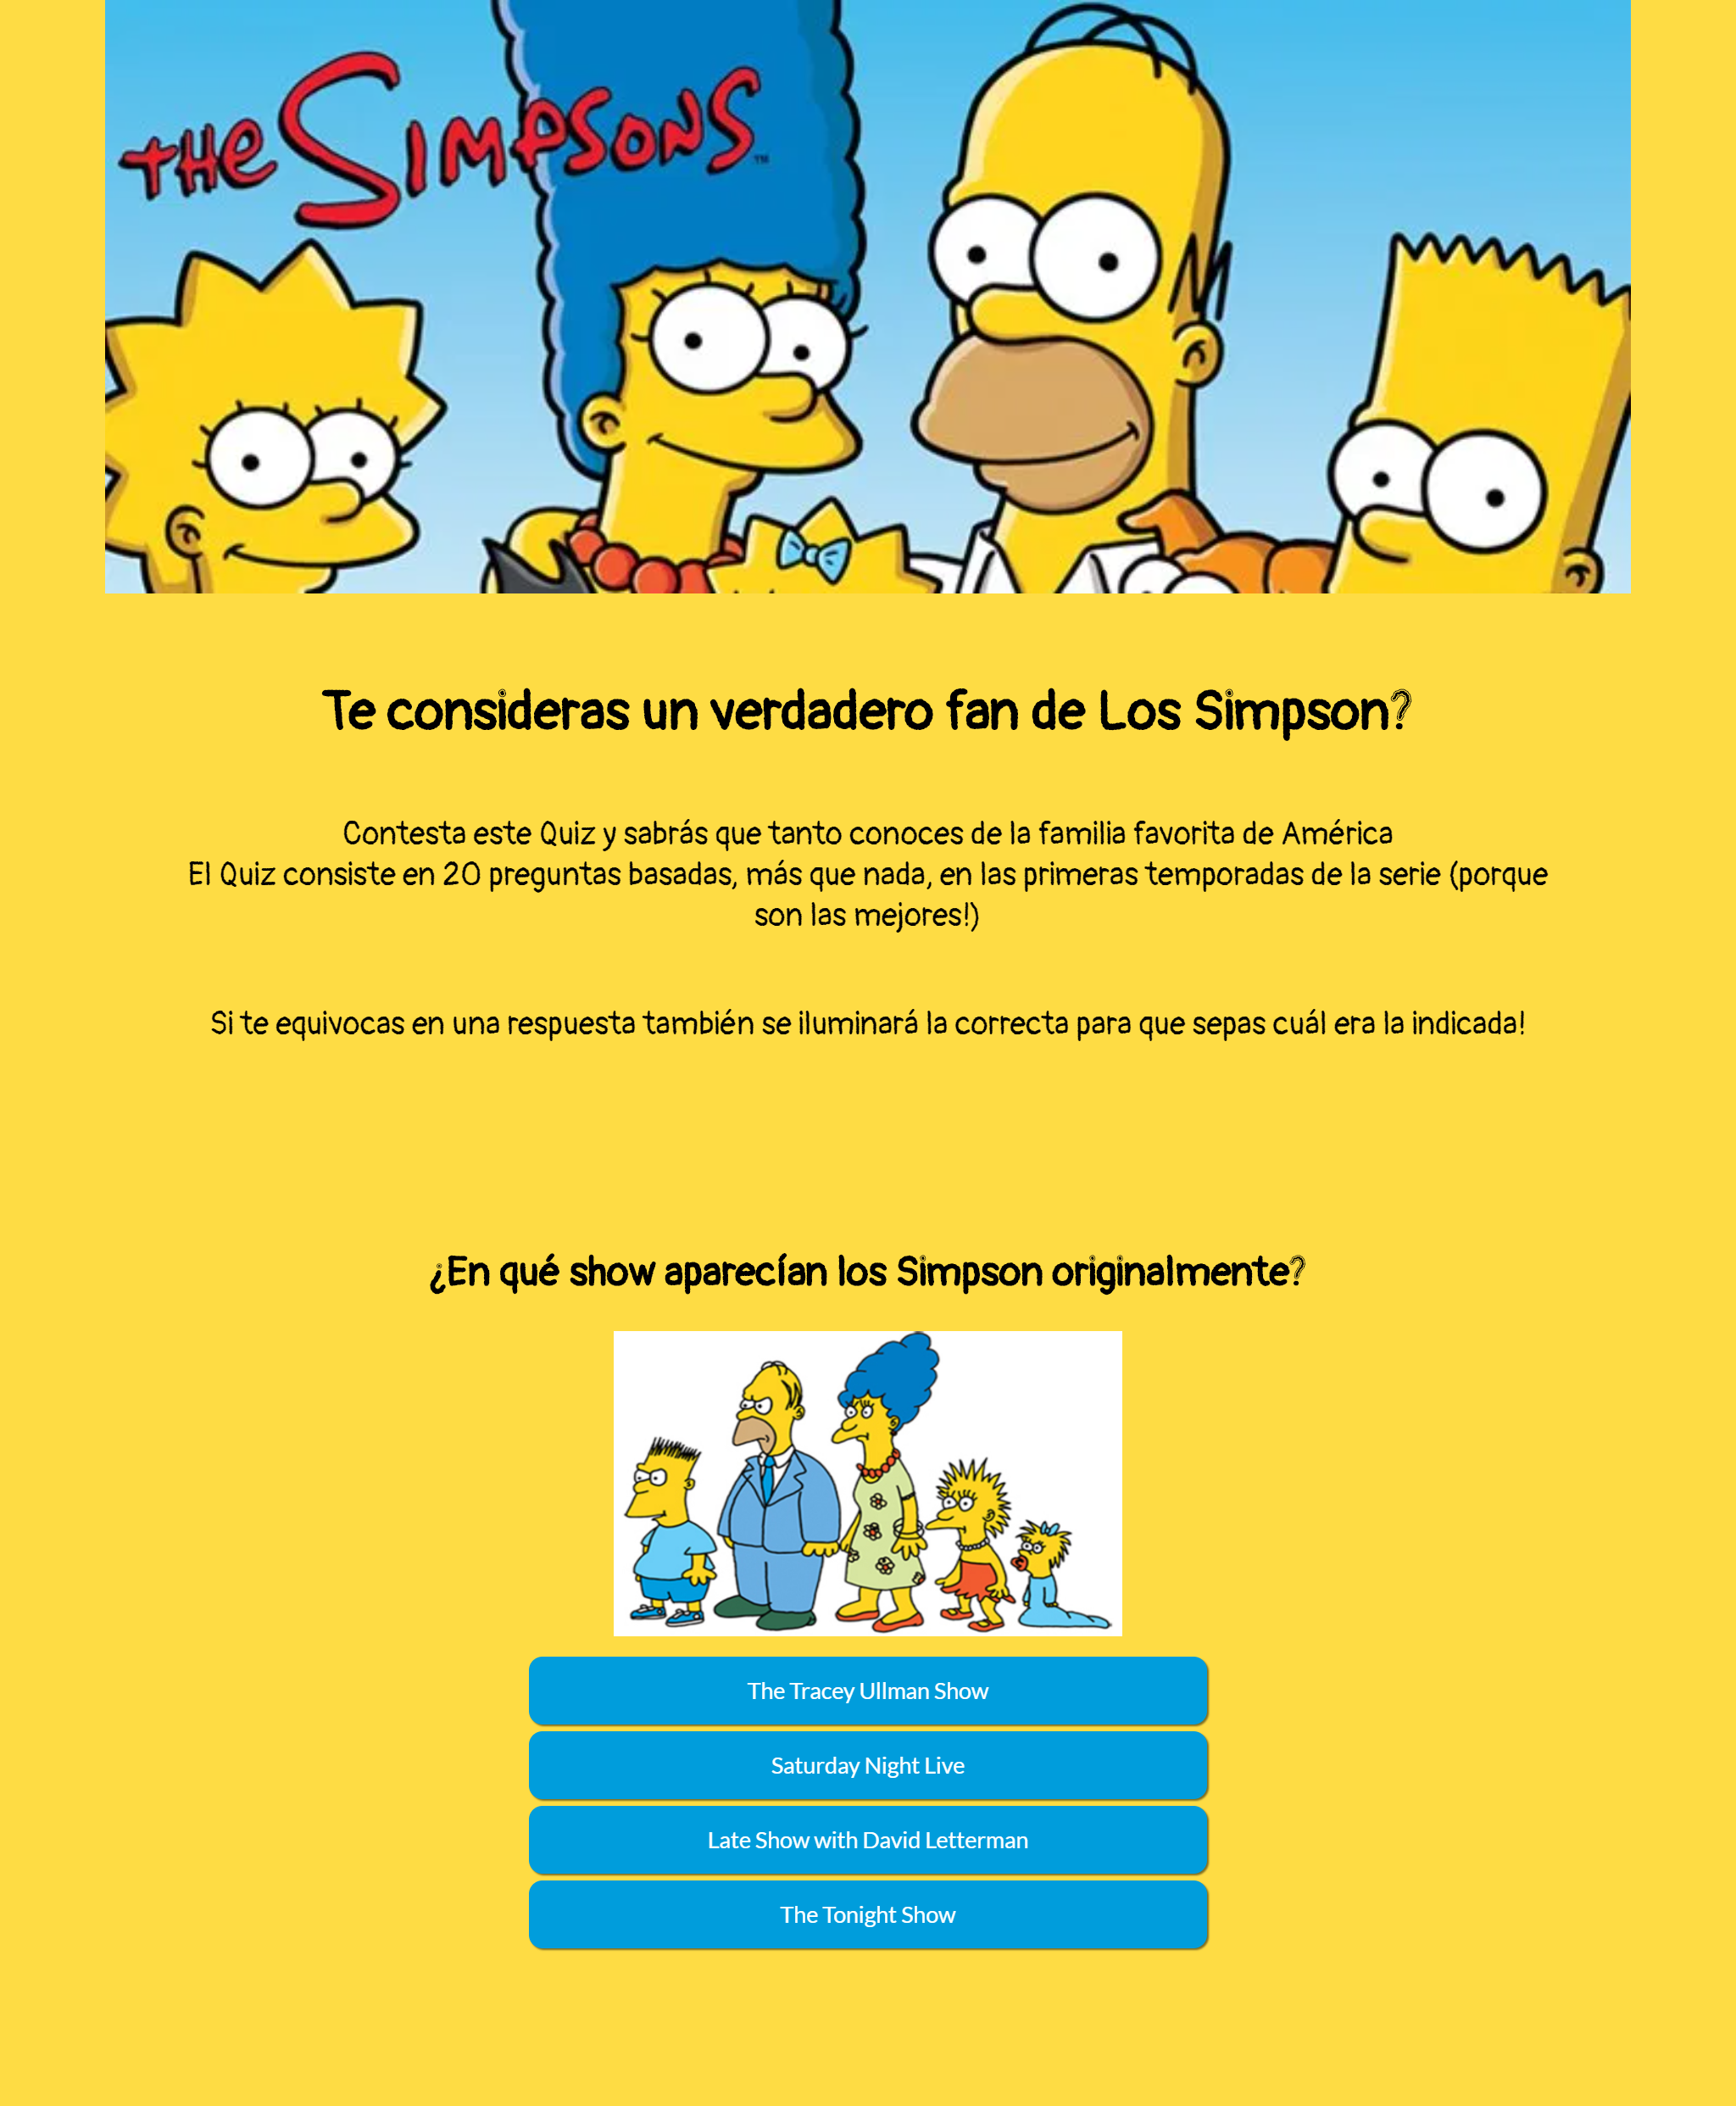 THE SIMPSONS™
Te consideras un verdadero fan de Los Simpson?
Contesta este Quiz y sabrás que tanto conoces de la familia favorita de América
El Quiz consiste en 20 preguntas basadas, más que nada, en las primeras temporadas de la serie (porque
son las mejores!)
Si te equivocas en una respuesta también se iluminará la correcta para que sepas cuál era la indicada!
¿En qué show aparecían los Simpson originalmente?
The Tracey Ullman Show
Saturday Night Live
Late Show with David Letterman
The Tonight Show